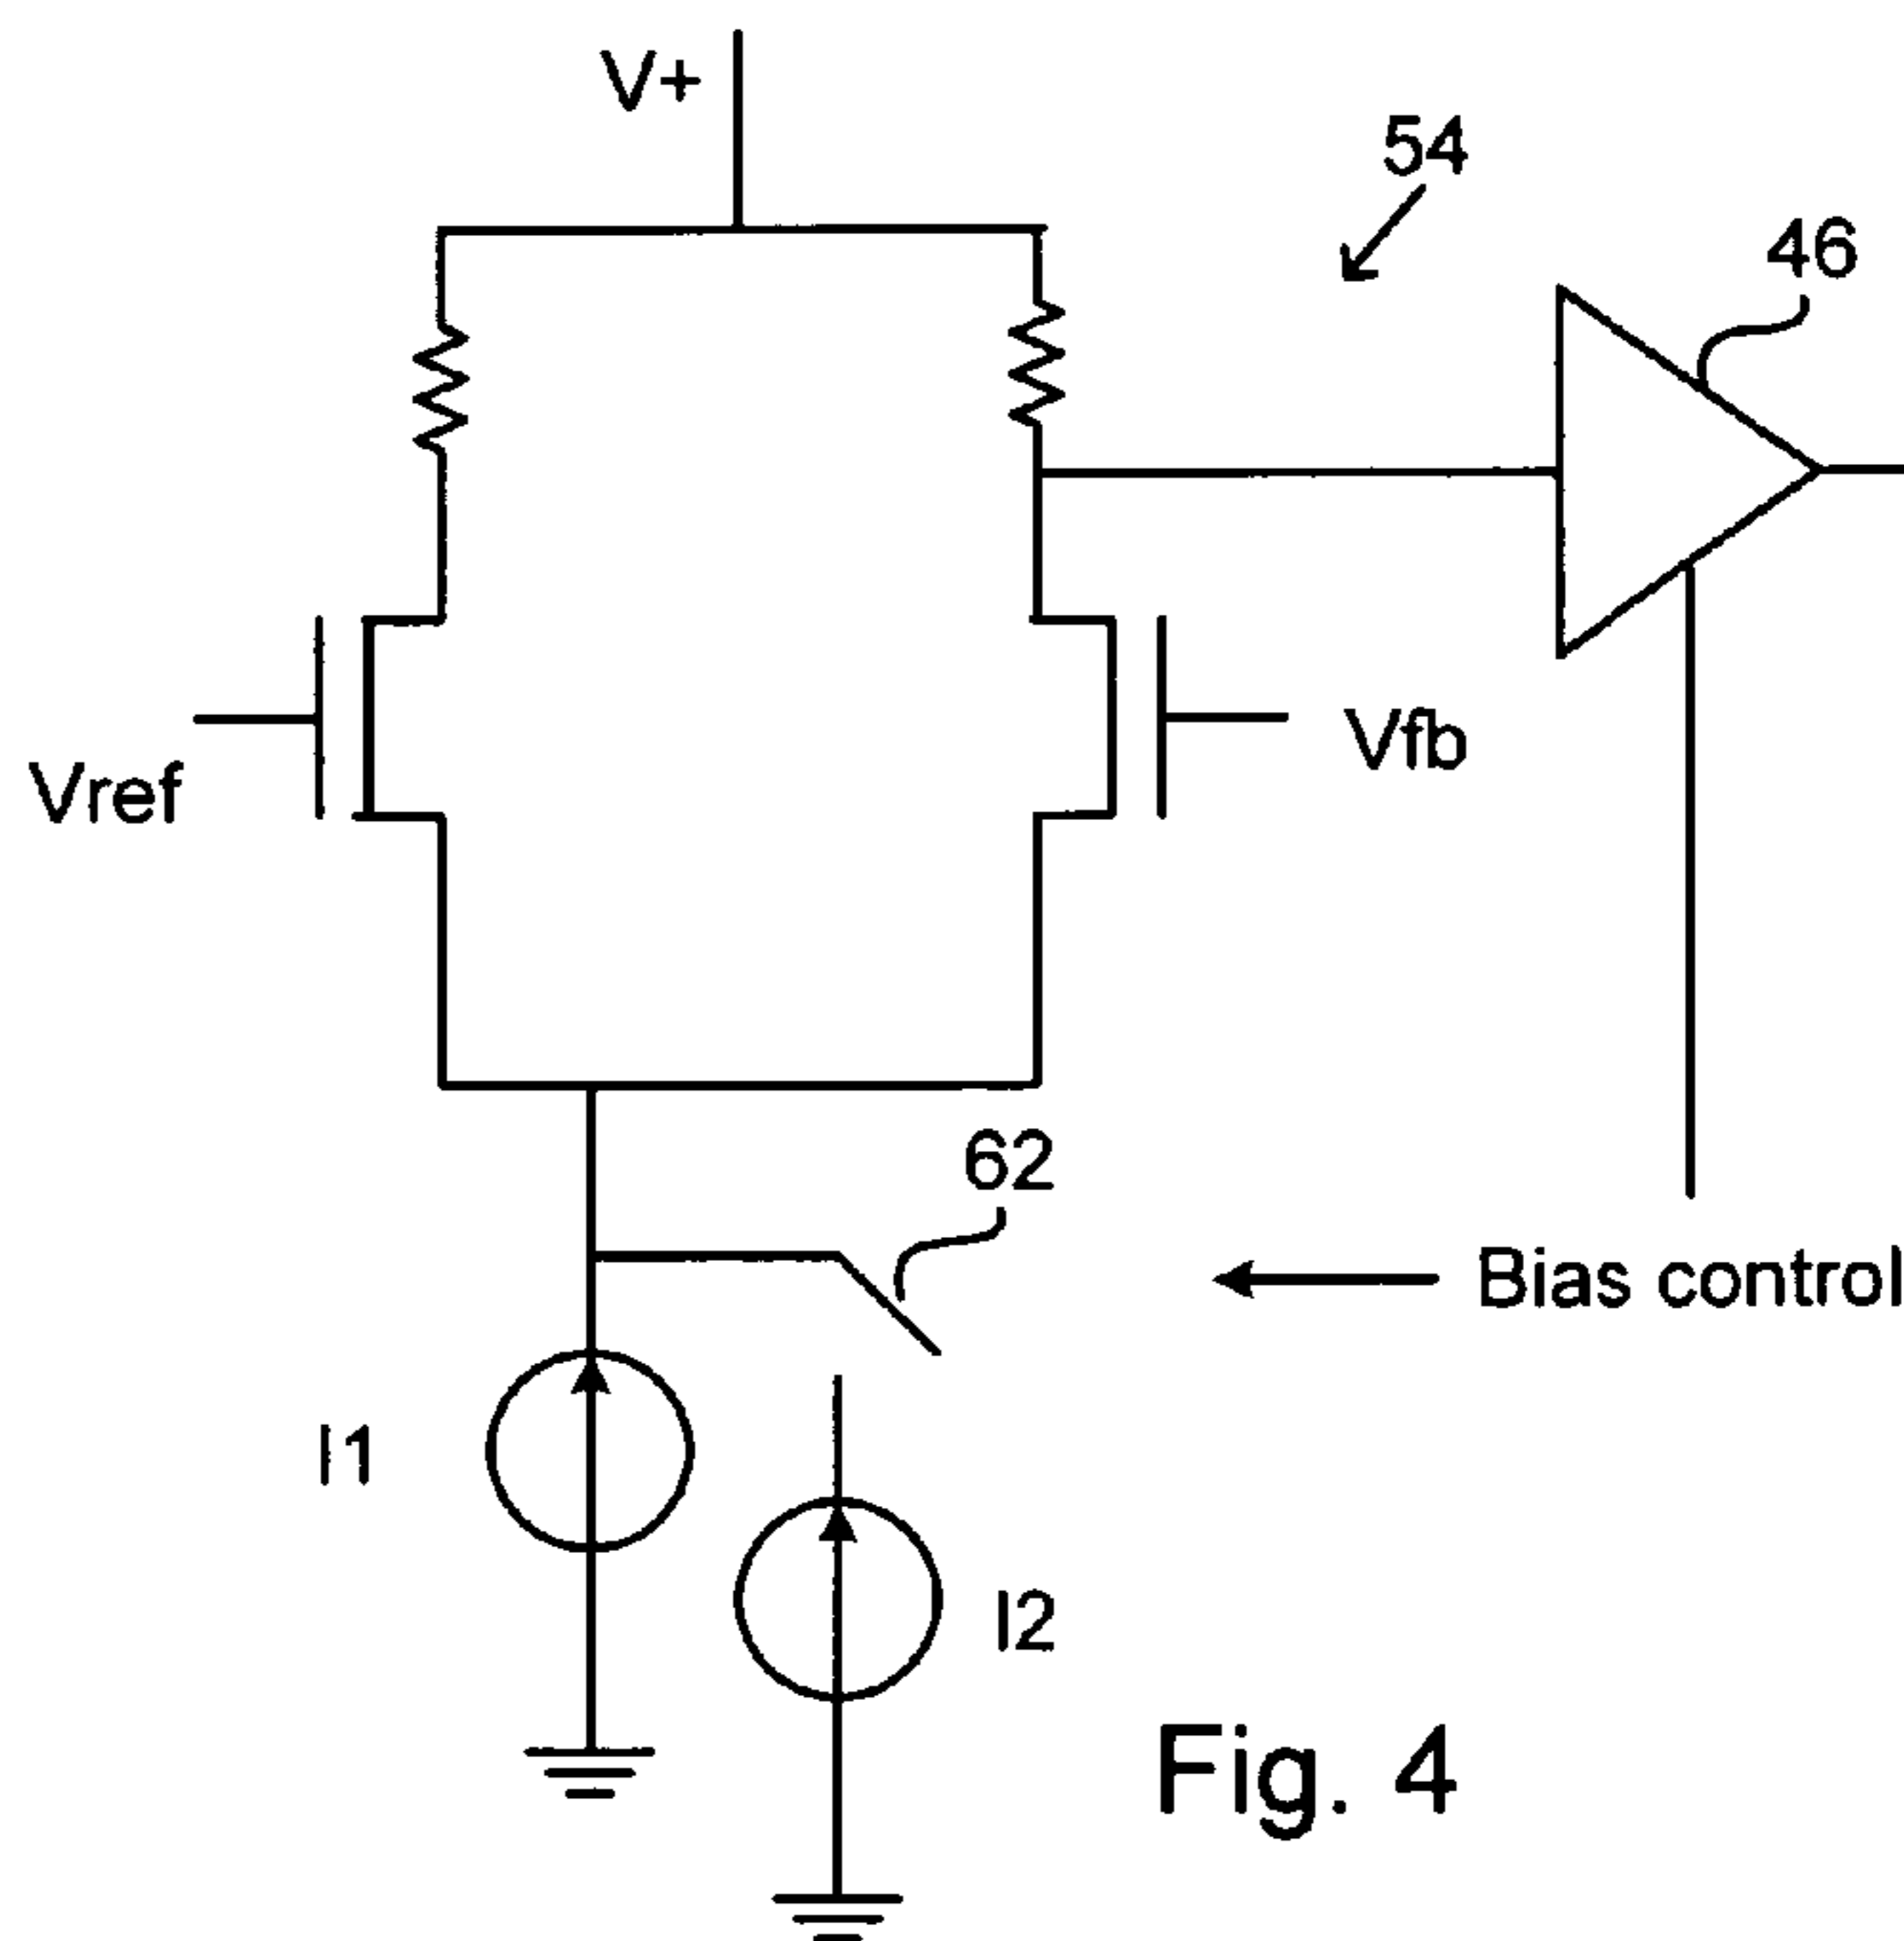 V+
54
46
Vref
Vfb
62
Bias control
I1
I2
Fig. 4